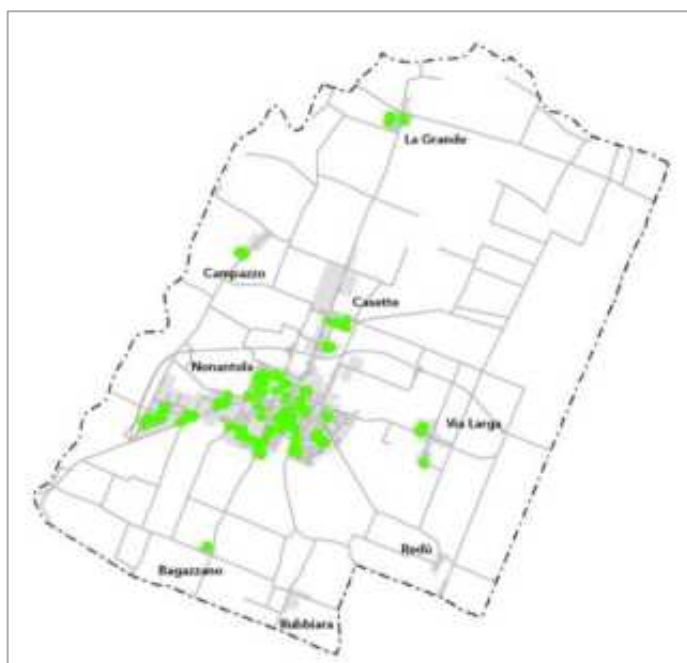 La Grande
Campazzo
Casette
Nonantola
Via Larga
Redù
Bagazzano
Rubbiara